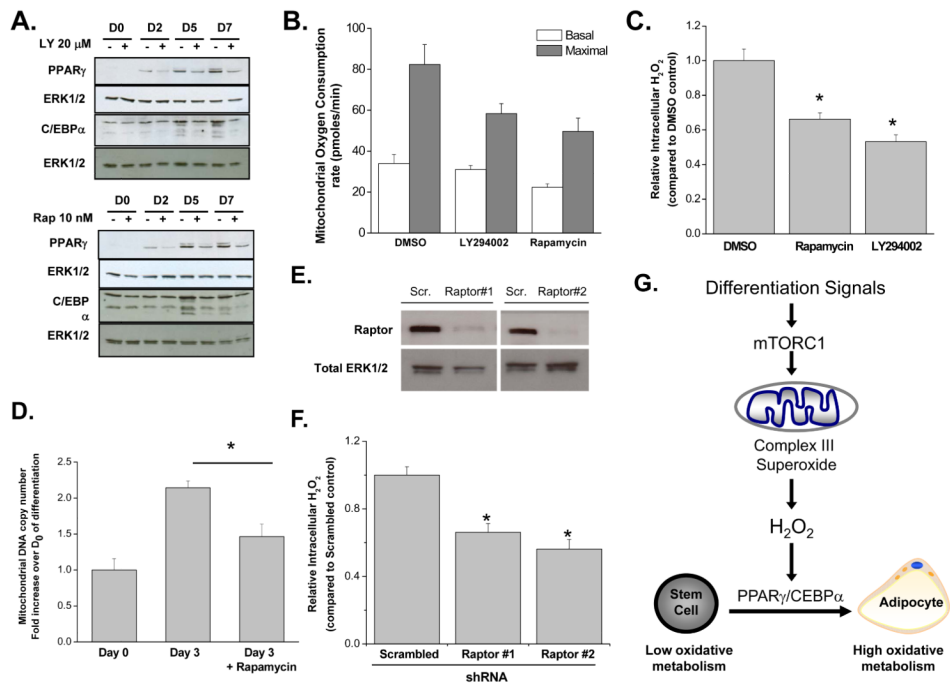 A.
D0 D2 D5 D7
LY 20 μM - + - + - + - +
PPARγ
ERK1/2
C/EBPα
ERK1/2
D0 D2 D5 D7
Rap 10 nM - + - + - + - +
PPARγ
ERK1/2
C/EBP
α
ERK1/2
B.
Mitochondrial Oxygen Consumption
rate (pmoles/min)
100
80
60
40
20
0
Basal
Maximal
DMSO LY294002 Rapamycin
C.
Relative Intracellular H2O2
(compared to DMSO control)
1.2
1.0
0.8
0.6
0.4
0.2
0.0
* *
DMSO Rapamycin LY294002
D.
Mitochondrial DNA copy number
Fold increase over D0 of differentiation
2.5
2.0
1.5
1.0
0.5
0.0
*
Day 0 Day 3 Day 3
+ Rapamycin
E.
Scr. Raptor#1 Scr. Raptor#2
Raptor
Total ERK1/2
F.
Relative Intracellular H2O2
(compared to Scrambled control)
1.2
0.8
0.4
0.0
* *
Scrambled Raptor #1 Raptor #2
shRNA
G.
Differentiation Signals
mTORC1
Complex III
Superoxide
H2O2
PPARγ/CEBPα
Stem
Cell
Adipocyte
Low oxidative
metabolism
High oxidative
metabolism